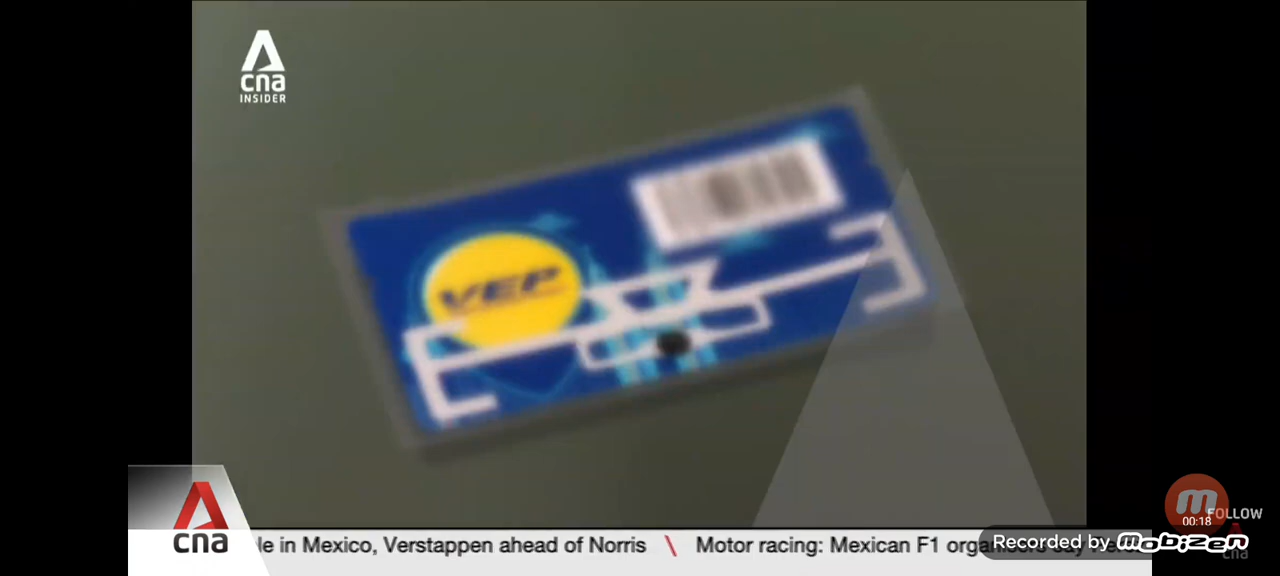 cna
INSIDER
VEP
00:18
FOLLOW
cna
le in Mexico, Verstappen ahead of Norris \ Motor racing: Mexican F1
Recorded by mobizen
cna